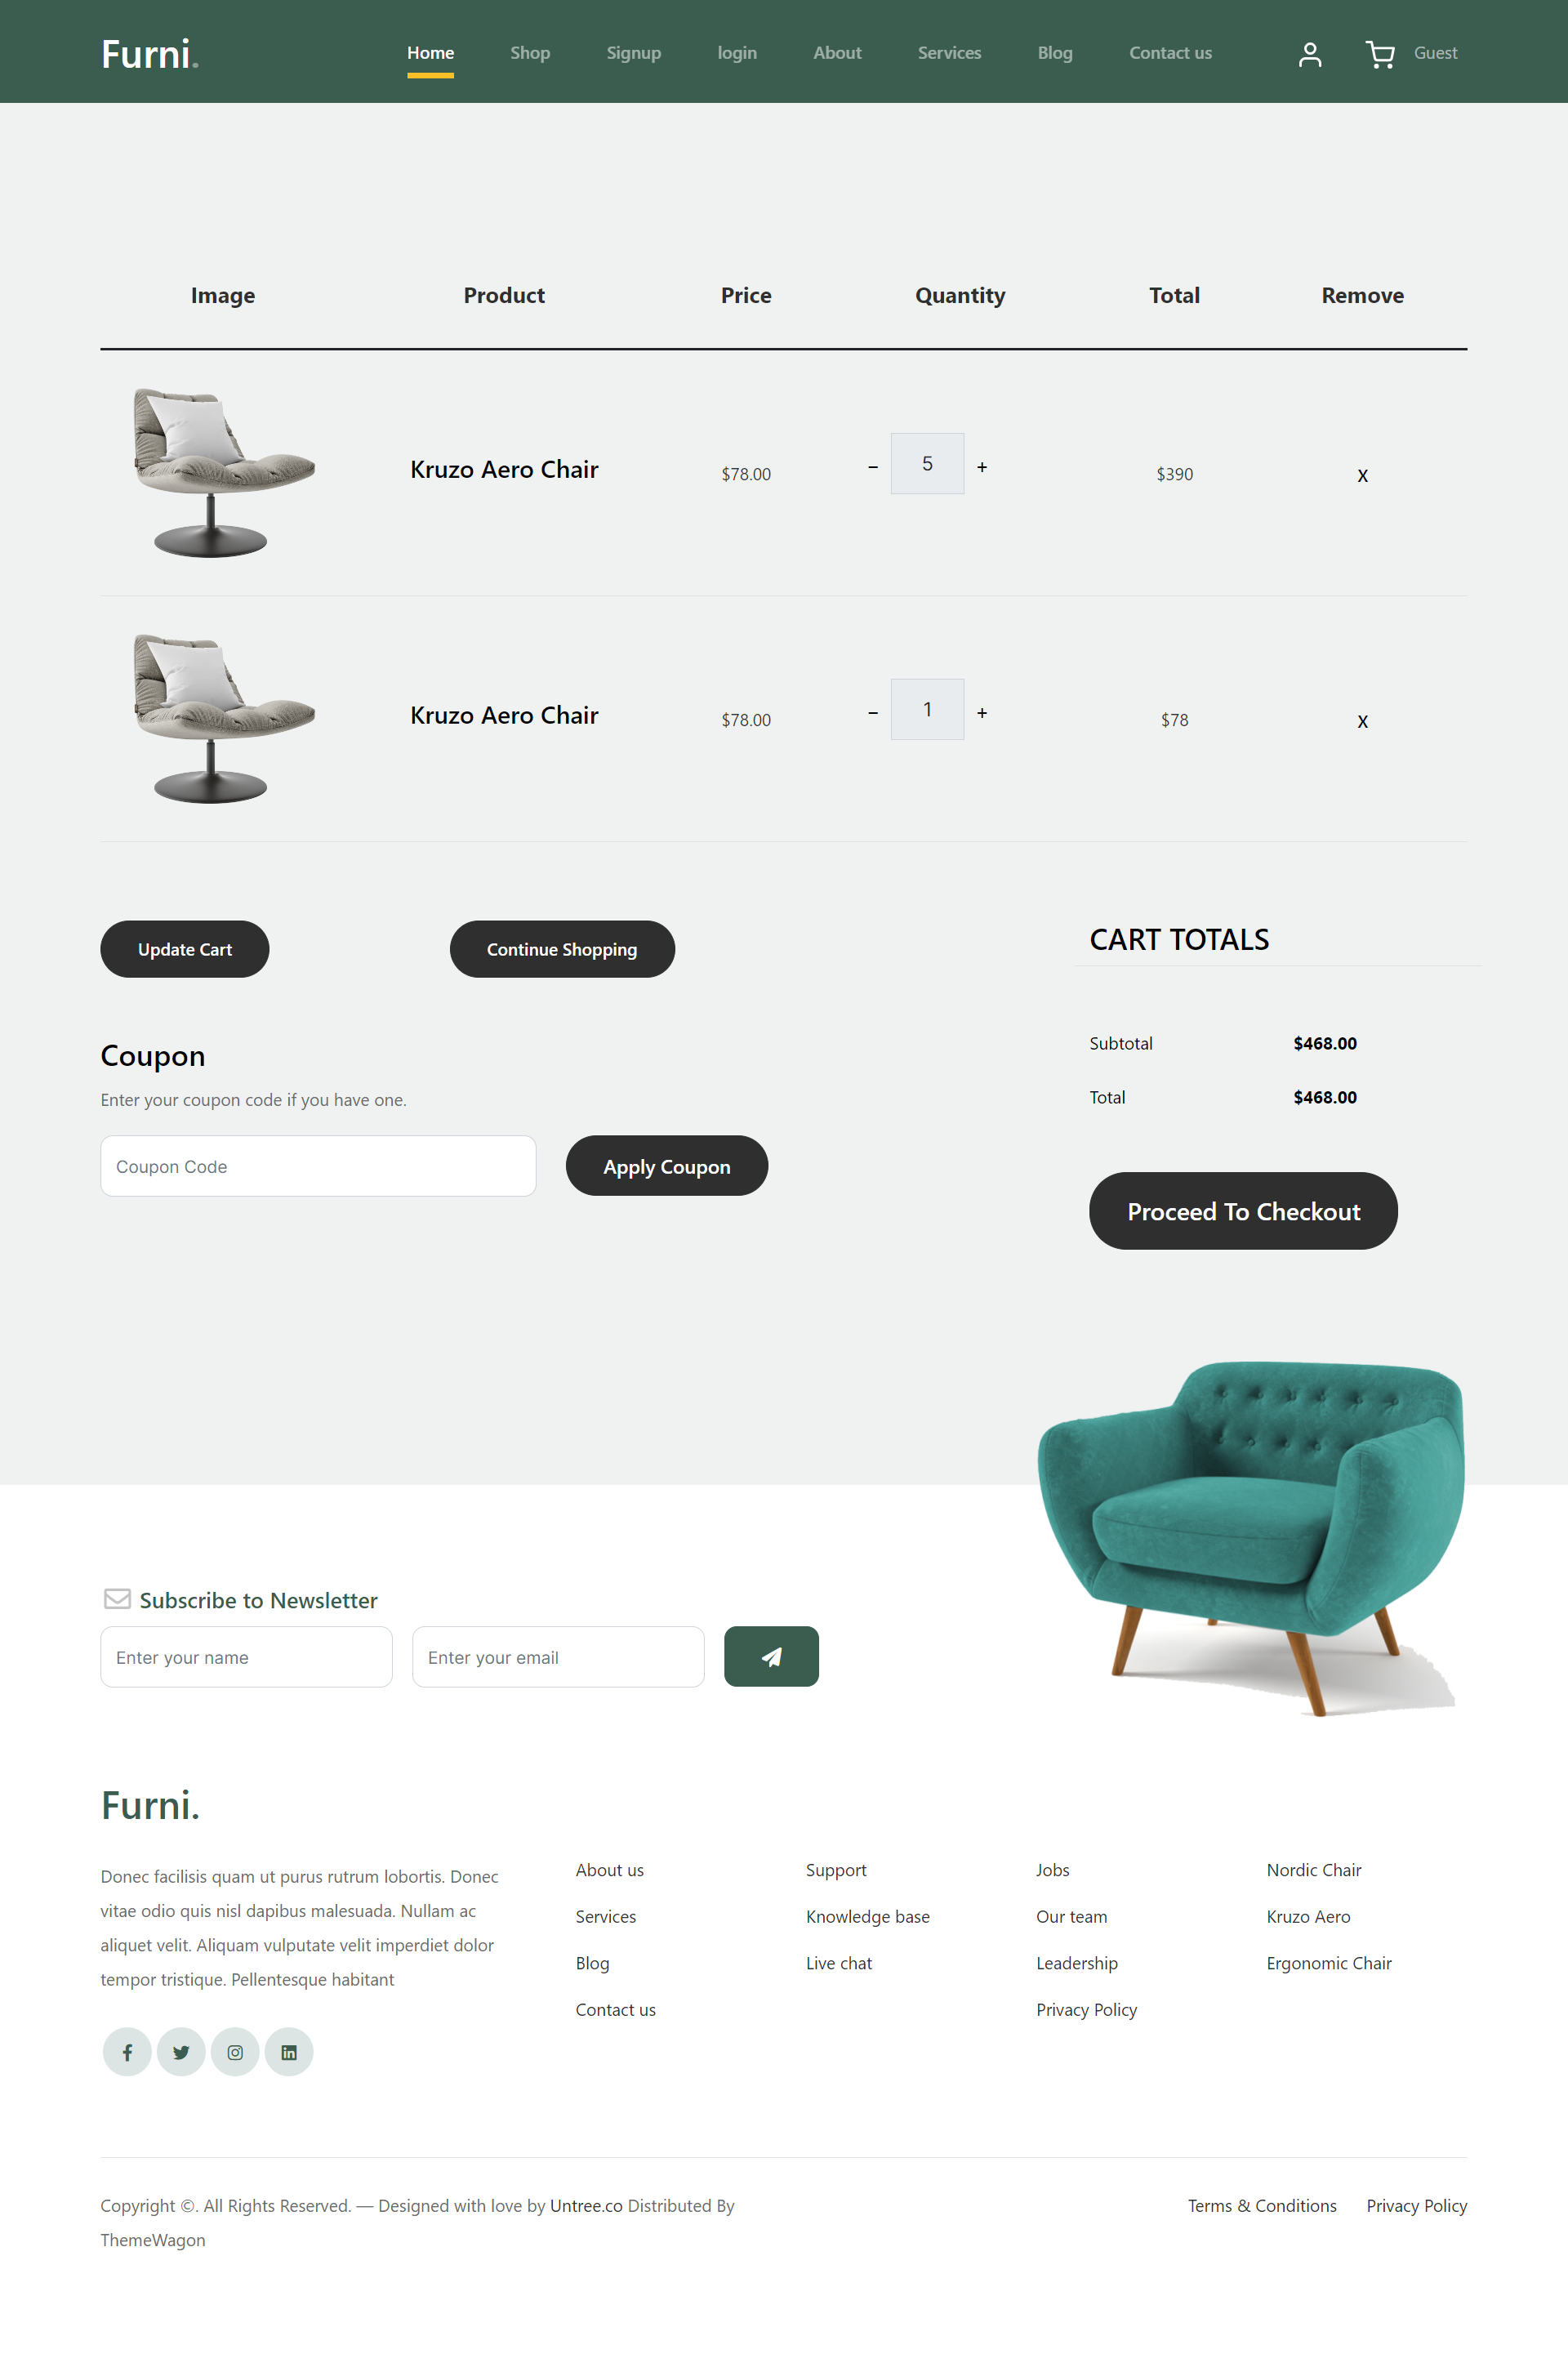 Furni.
Home Shop Signup login About Services Blog Contact us Guest
Image Product Price Quantity Total Remove
Kruzo Aero Chair $78.00 – 5 + $390 X
Kruzo Aero Chair $78.00 – 1 + $78 X
Update Cart Continue Shopping
CART TOTALS
Subtotal $468.00
Total $468.00
Proceed To Checkout
Coupon
Enter your coupon code if you have one.
Coupon Code Apply Coupon
Subscribe to Newsletter
Enter your name Enter your email
Furni.
Donec facilisis quam ut purus rutrum lobortis. Donec
vitae odio quis nisl dapibus malesuada. Nullam ac
aliquet velit. Aliquam vulputate velit imperdiet dolor
tempor tristique. Pellentesque habitant
About us
Services
Blog
Contact us
Support
Knowledge base
Live chat
Jobs
Our team
Leadership
Privacy Policy
Nordic Chair
Kruzo Aero
Ergonomic Chair
Copyright ©. All Rights Reserved. — Designed with love by Untree.co Distributed By
ThemeWagon
Terms & Conditions Privacy Policy